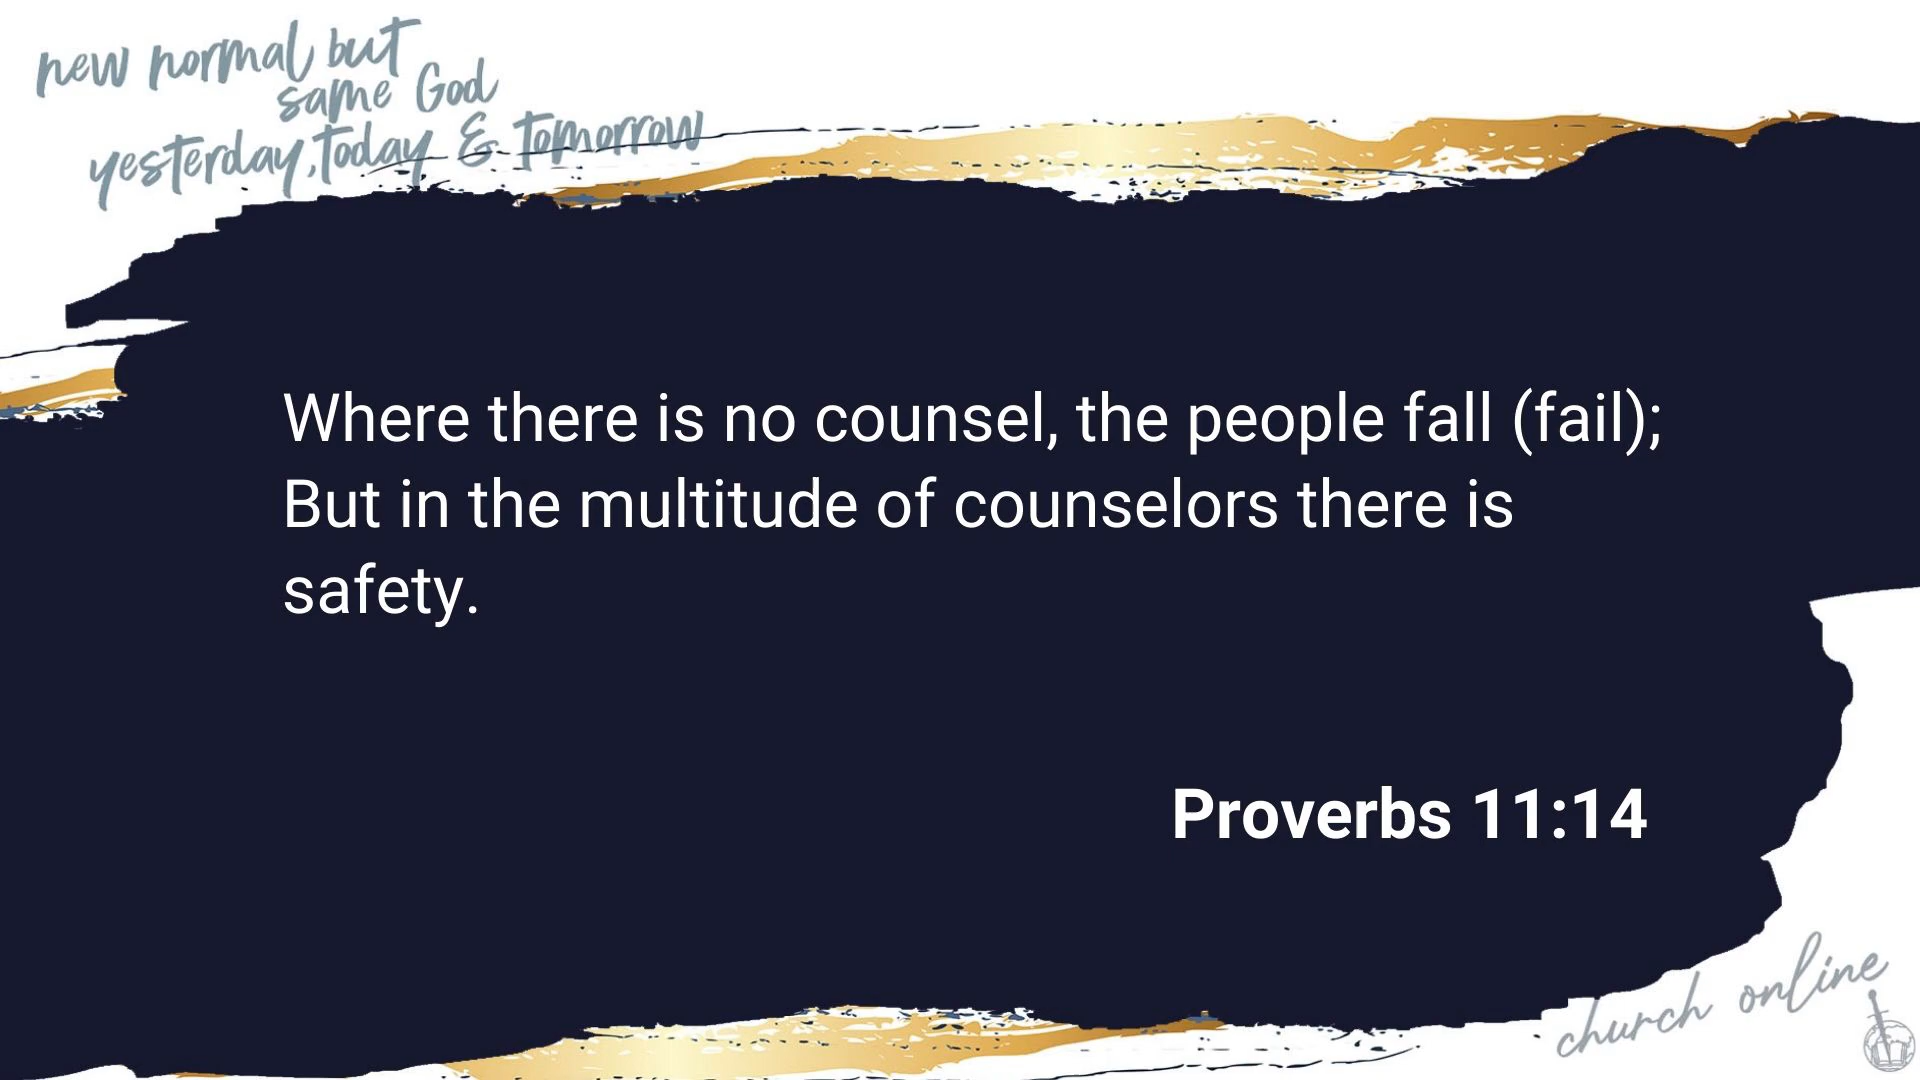 new normal but
same God
yesterday, today & tomorrow
Where there is no counsel, the people fall (fail);
But in the multitude of counselors there is
safety.
Proverbs 11:14
church online